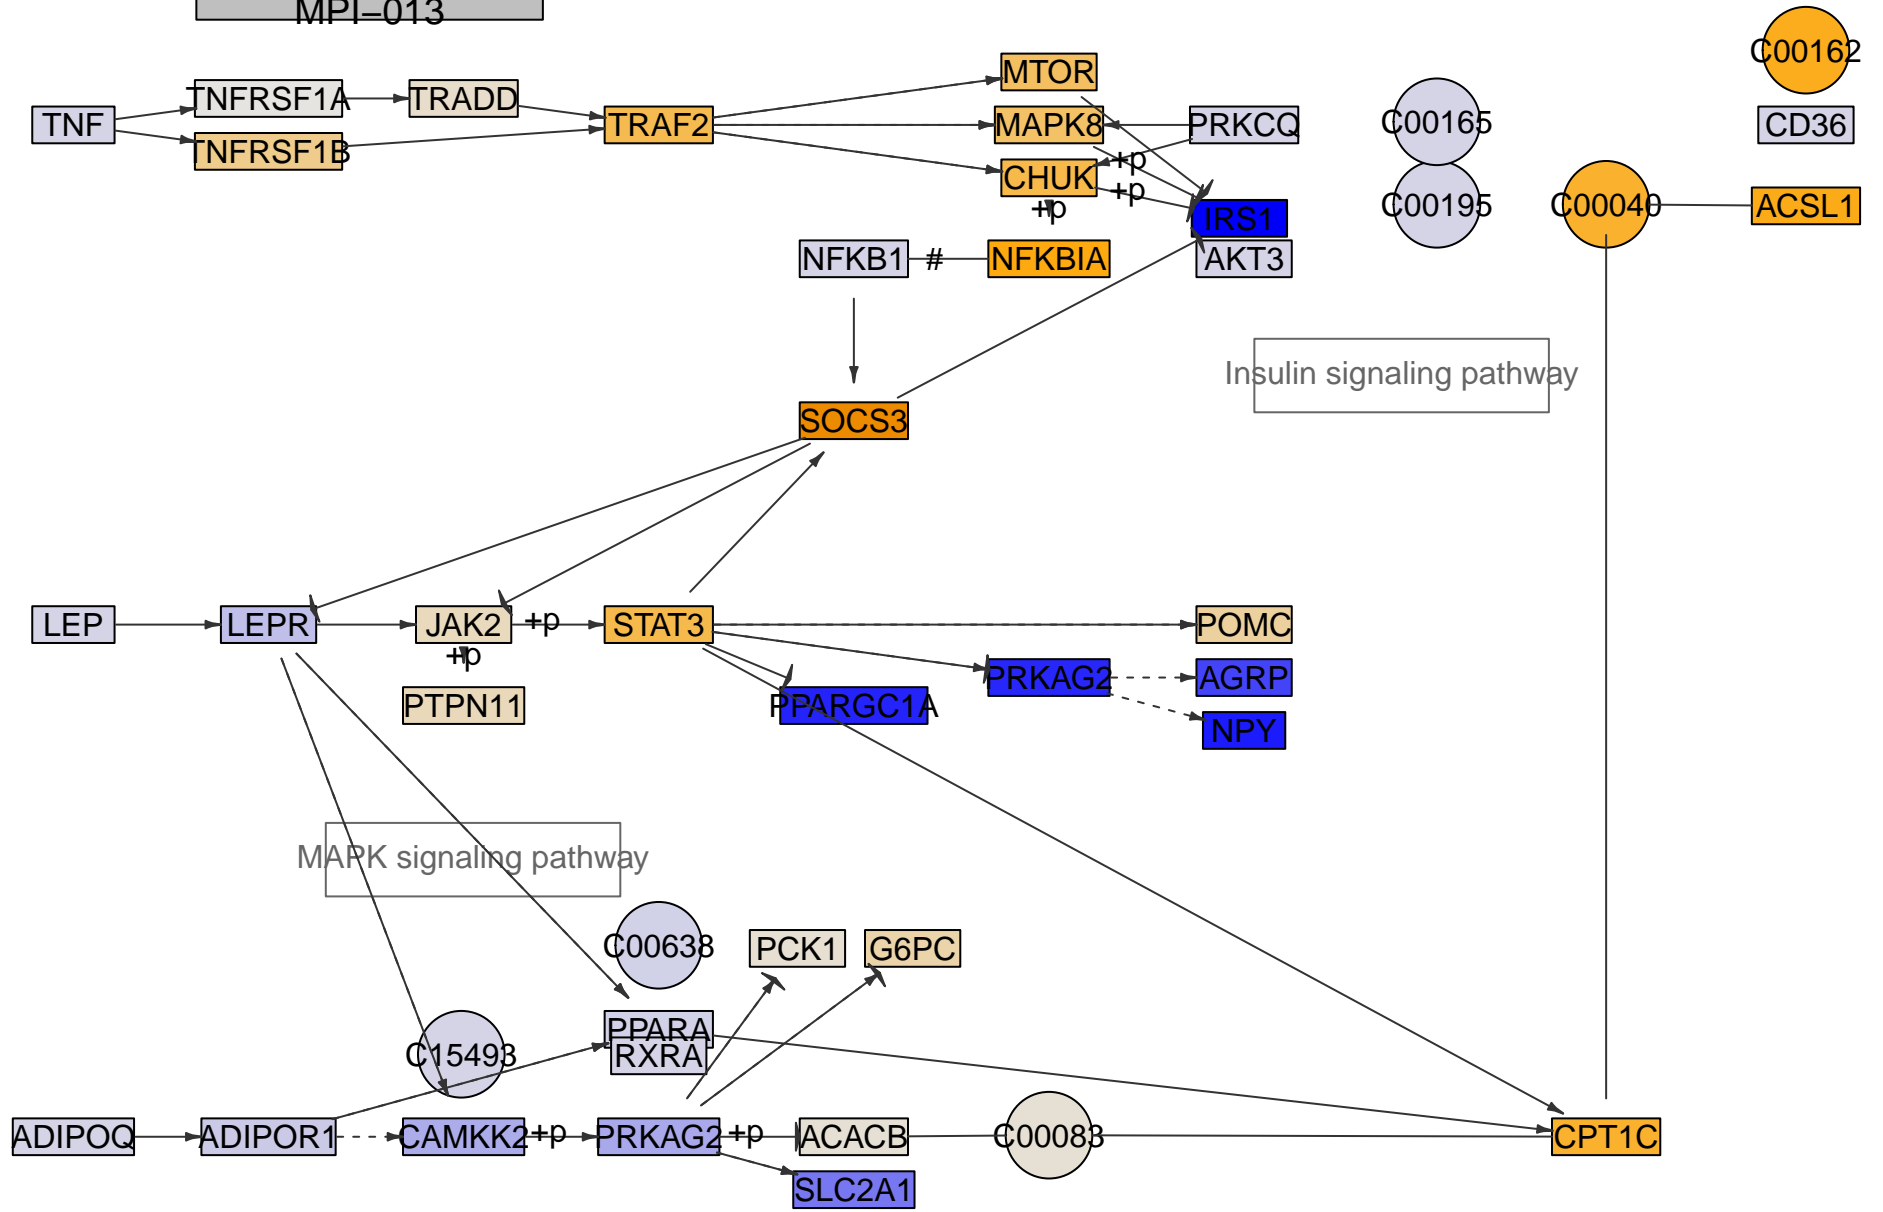 MPI−013
C00162
MTOR
TNFRSF1A
TRADD
TNF
TRAF2
MAPK8
PRKCQ
C00165
CD36
TNFRSF1B
+p
CHUK
+p
+p
IRS1
C00195
C00040
ACSL1
NFKB1
#
NFKBIA
AKT3
Insulin signaling pathway
SOCS3
LEP
LEPR
JAK2
+p
STAT3
POMC
+p
PRKAG2
AGRP
PTPN11
PPARGC1A
NPY
MAPK signaling pathway
C00638
PCK1
G6PC
PPARA
C15493
RXRA
ADIPOQ
ADIPOR1
CAMKK2
+p
PRKAG2
+p
ACACB
C00083
CPT1C
SLC2A1